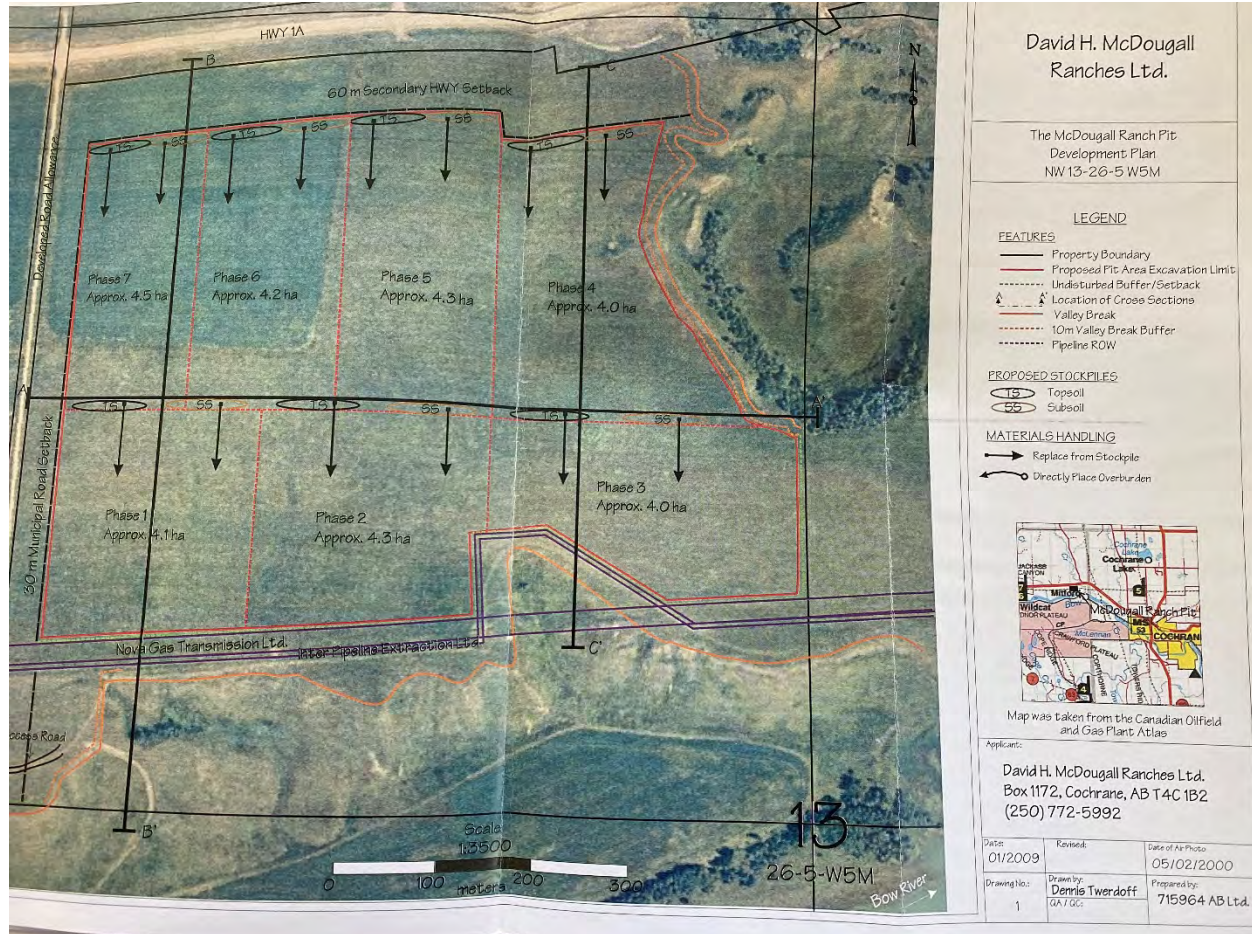 HWY 1A
B
C
N
60 m Secondary HWY Setback
TS
SS
TS
SS
TS
SS
TS
SS
Developed Road Allowance
Phase 7
Approx. 4.5 ha
Phase 6
Approx. 4.2 ha
Phase 5
Approx. 4.3 ha
Phase 4
Approx. 4.0 ha
A
TS
SS
TS
SS
TS
SS
A'
30 m Municipal Road Setback
Phase 1
Approx. 4.1 ha
Phase 2
Approx. 4.3 ha
Phase 3
Approx. 4.0 ha
Nova Gas Transmission Ltd.
Inter Pipeline Extraction Ltd.
C'
Access Road
B'
Scale
1:3500
0 100 200 300
meters
13
26-5-W5M
Bow River
David H. McDougall
Ranches Ltd.
The McDougall Ranch Pit
Development Plan
NW 13-26-5 W5M
LEGEND
FEATURES
Property Boundary
Proposed Pit Area Excavation Limit
Undisturbed Buffer/Setback
A A' Location of Cross Sections
Valley Break
10m Valley Break Buffer
Pipeline ROW
PROPOSED STOCKPILES
TS Topsoil
SS Subsoil
MATERIALS HANDLING
Replace from Stockpile
Directly Place Overburden
JACKASS
CANYON
Cochrane
Lake
Cochrane
Lake
Mitford
Bow
McDougall Ranch Pit
Wildcat
McLennan
COCHRAN
Map was taken from the Canadian Oilfield
and Gas Plant Atlas
Applicant:
David H. McDougall Ranches Ltd.
Box 1172, Cochrane, AB T4C 1B2
(250) 772-5992
Date:
01/2009
Revised:
Date of Air Photo
05/02/2000
Drawing No.:
1
Drawn by:
Dennis Twerdoff
QA / QC:
Prepared by:
715964 AB Ltd.